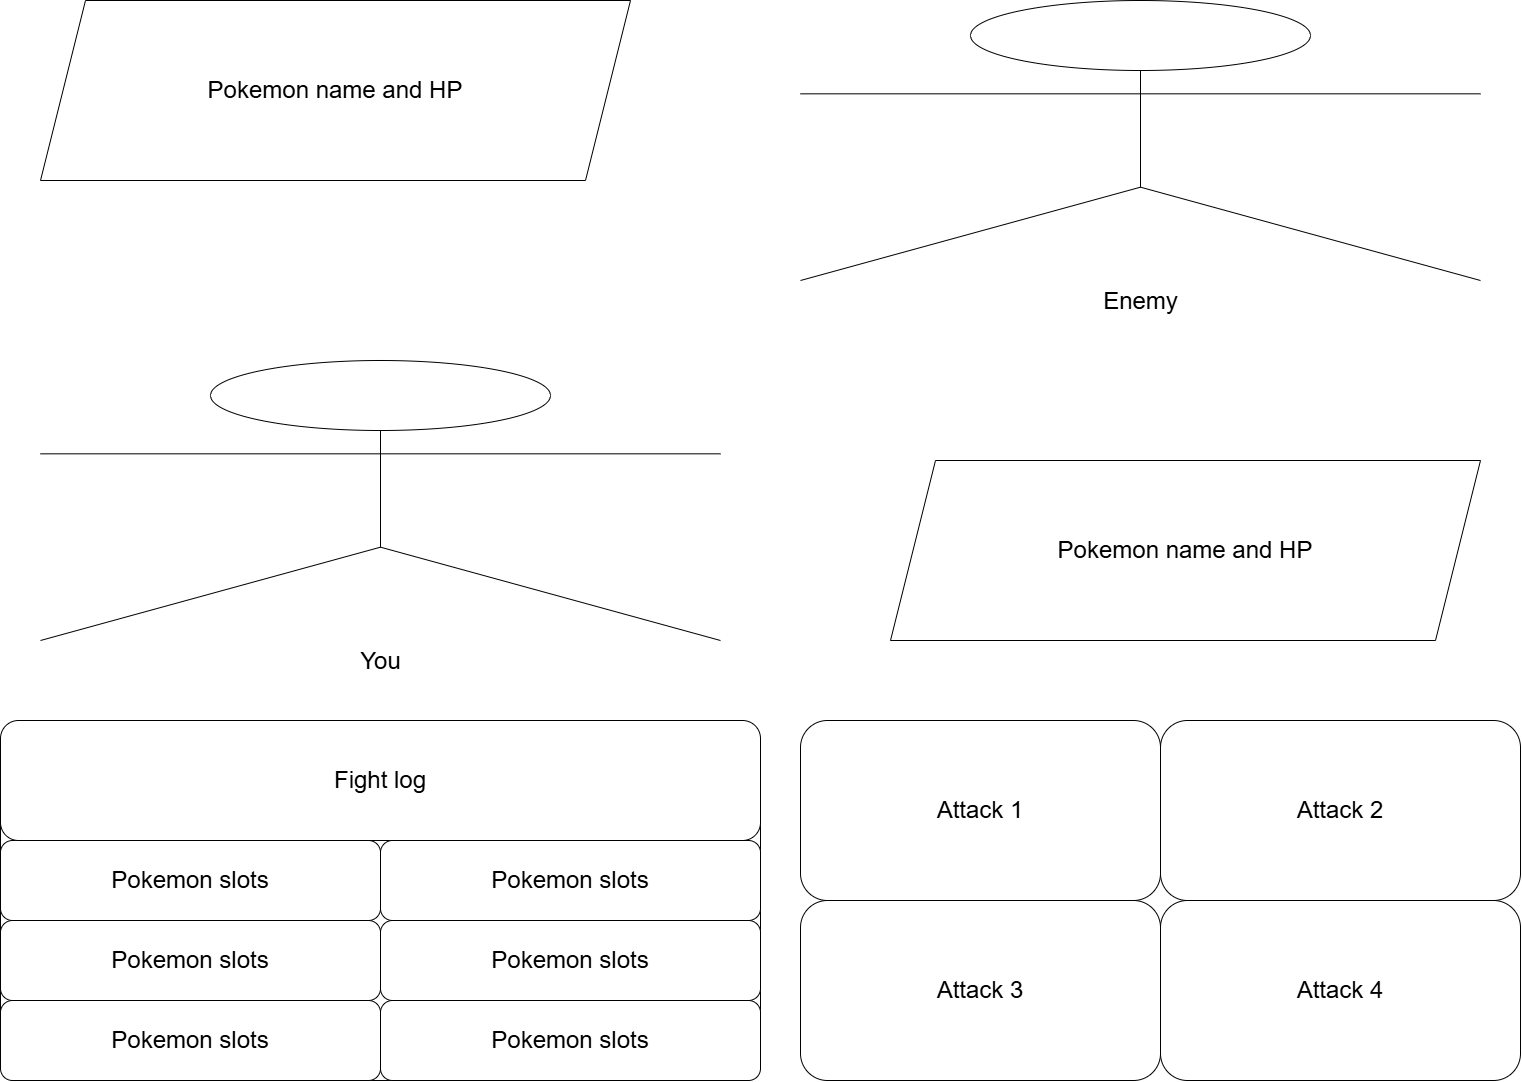 Pokemon name and HP
Enemy
You
Pokemon name and HP
Fight log
Pokemon slots
Pokemon slots
Pokemon slots
Pokemon slots
Pokemon slots
Pokemon slots
Attack 1
Attack 2
Attack 3
Attack 4